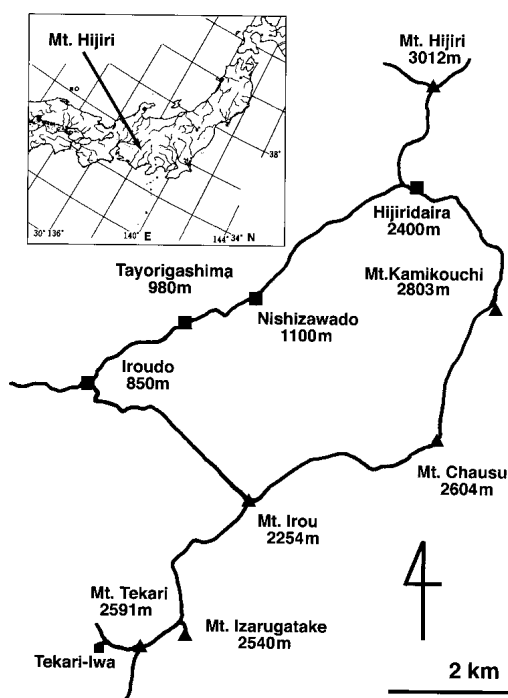 Mt. Hijiri
3012m
Mt. Hijiri
38°
30° 136° 140° E 144° 34° N
Hijiridaira
2400m
Tayorigashima
980m
Mt.Kamikouchi
2803m
Nishizawado
1100m
Iroudo
850m
Mt. Chausu
2604m
Mt. Irou
2254m
Mt. Tekari
2591m
Mt. Izarugatake
2540m
Tekari-Iwa
2 km